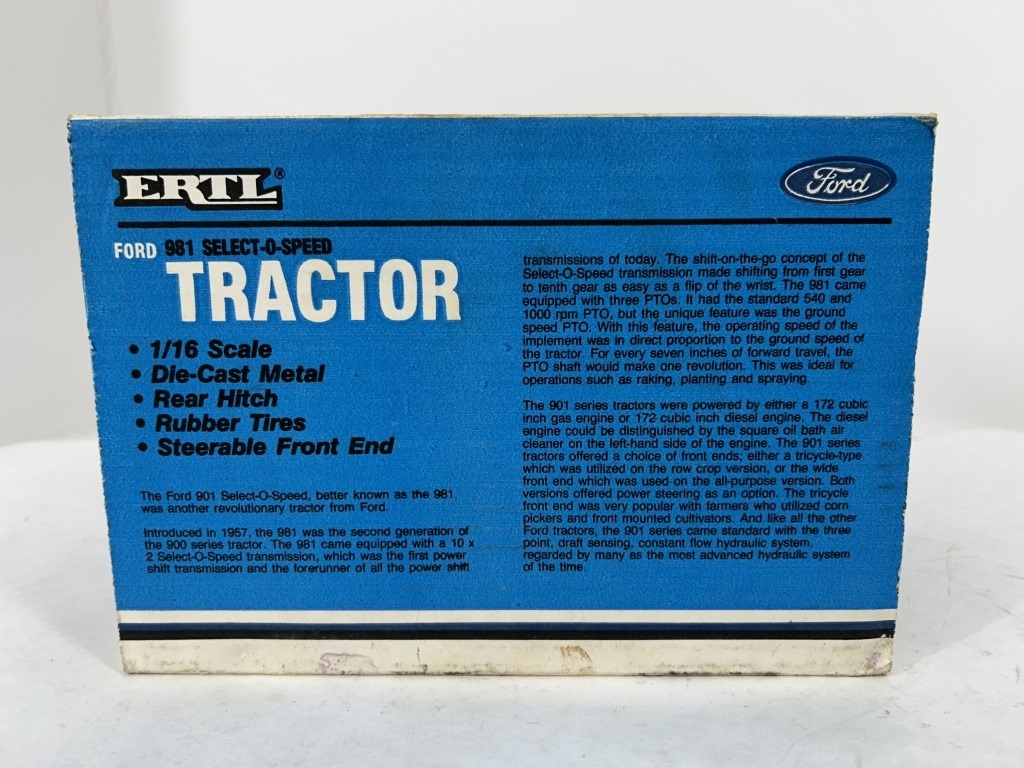 ERTL®
Ford
FORD 981 SELECT-O-SPEED
TRACTOR
• 1/16 Scale
• Die-Cast Metal
• Rear Hitch
• Rubber Tires
• Steerable Front End
The Ford 901 Select-O-Speed, better known as the 981,
was another revolutionary tractor from Ford.
Introduced in 1957, the 981 was the second generation of
the 900 series tractor. The 981 came equipped with a 10 x
2 Select-O-Speed transmission, which was the first power
shift transmission and the forerunner of all the power shift
transmissions of today. The shift-on-the-go concept of the
Select-O-Speed transmission made shifting from first gear
to tenth gear as easy as a flip of the wrist. The 981 came
equipped with three PTOs. It had the standard 540 and
1000 rpm PTO, but the unique feature was the ground
speed PTO. With this feature, the operating speed of the
implement was in direct proportion to the ground speed of
the tractor. For every seven inches of forward travel, the
PTO shaft would make one revolution. This was ideal for
operations such as raking, planting and spraying.
The 901 series tractors were powered by either a 172 cubic
inch gas engine or 172 cubic inch diesel engine. The diesel
engine could be distinguished by the square oil bath air
cleaner on the left-hand side of the engine. The 901 series
tractors offered a choice of front ends; either a tricycle-type
which was utilized on the row crop version, or the wide
front end which was used on the all-purpose version. Both
versions offered power steering as an option. The tricycle
front end was very popular with farmers who utilized corn
pickers and front mounted cultivators. And like all the other
Ford tractors, the 901 series came standard with the three
point, draft sensing, constant flow hydraulic system,
regarded by many as the most advanced hydraulic system
of the time.